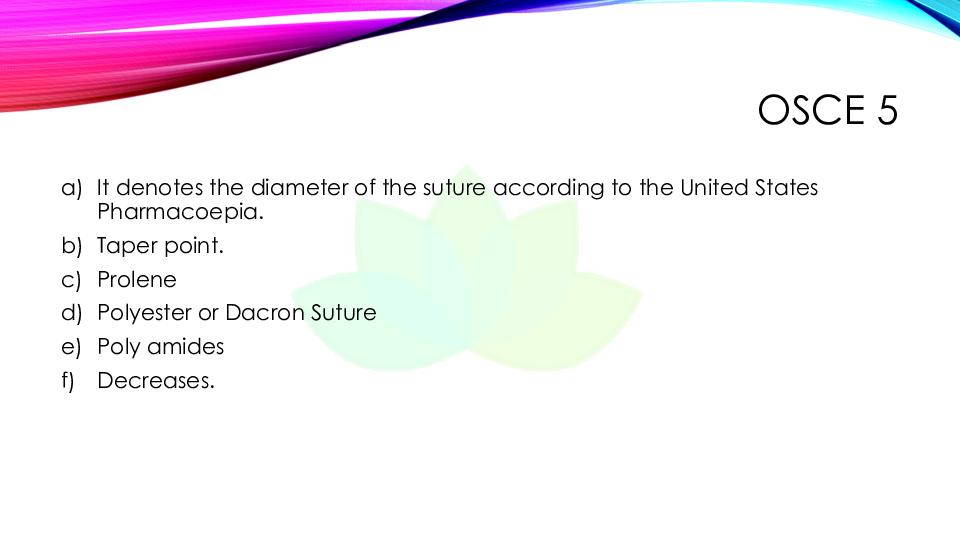 OSCE 5
a) It denotes the diameter of the suture according to the United States
Pharmacoepia.
b) Taper point.
c) Prolene
d) Polyester or Dacron Suture
e) Poly amides
f) Decreases.